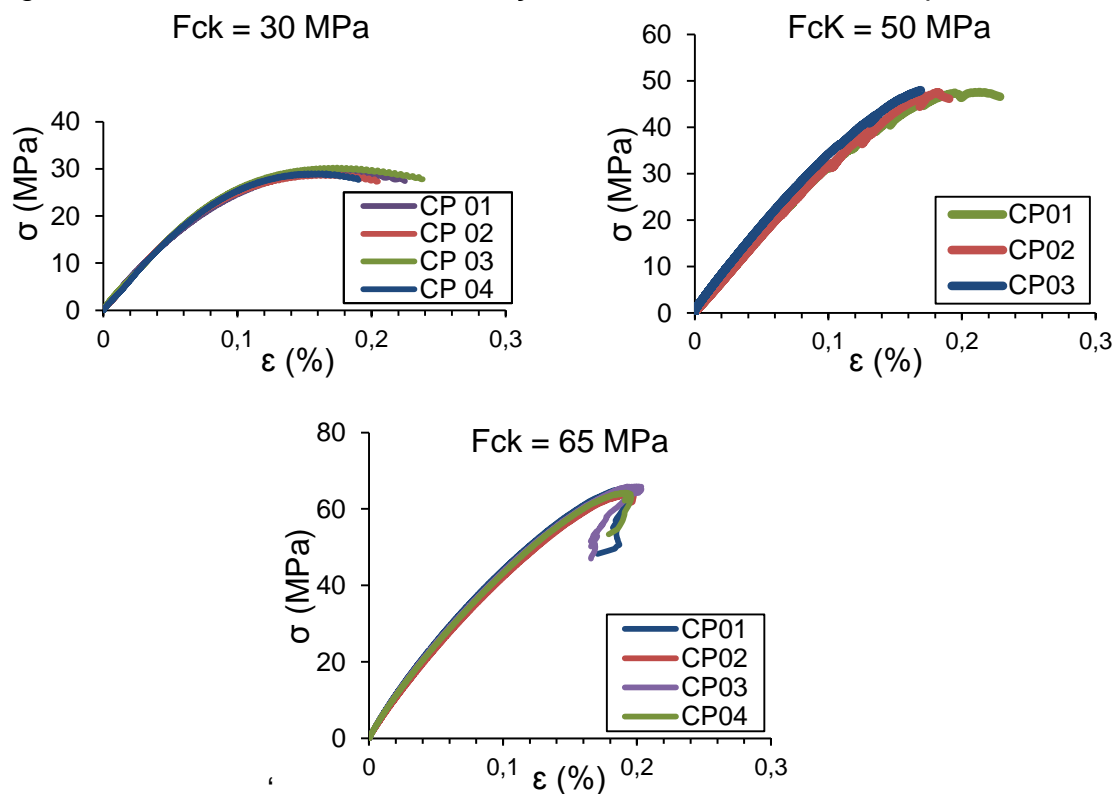 Fck = 30 MPa
40
30
20
10
0
σ (MPa)
0
0,1
0,2
0,3
ε (%)
CP 01
CP 02
CP 03
CP 04
FcK = 50 MPa
60
50
40
30
20
10
0
σ (MPa)
0
0,1
0,2
0,3
ε (%)
CP01
CP02
CP03
Fck = 65 MPa
80
60
40
20
0
σ (MPa)
0
0,1
0,2
0,3
ε (%)
CP01
CP02
CP03
CP04
‘